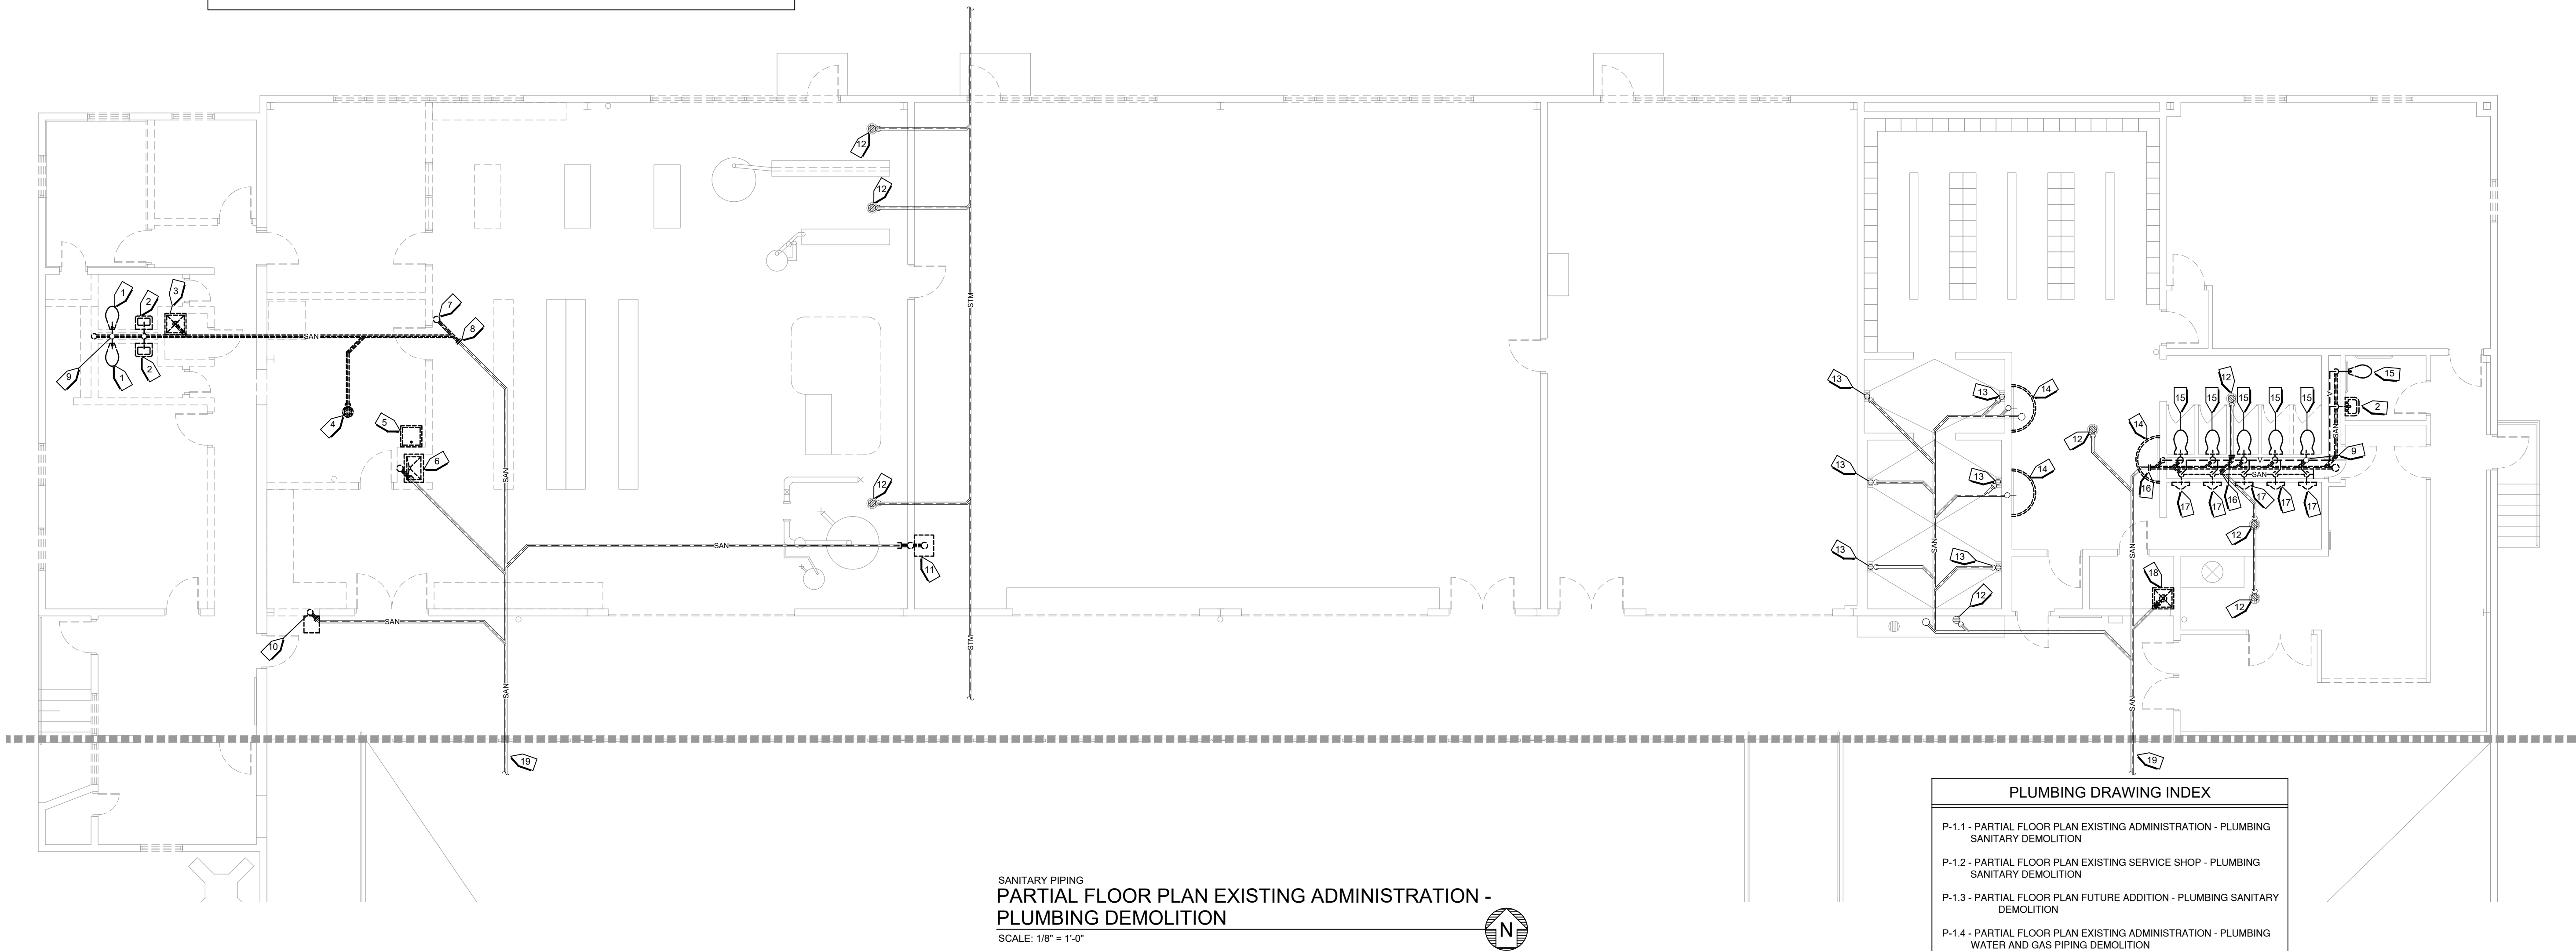 12
12
STM
1
2
3
7
8
SAN
9
1
2
4
5
6
13
13
14
12
15
15
15
15
15
15
2
SAN
V
14
12
9
V
SAN
13
13
14
16
17
17
16
17
17
17
12
SAN
12
SAN
11
13
13
SAN
SAN
12
18
12
10
SAN
STM
SAN
SAN
19
19
PLUMBING DRAWING INDEX
P-1.1 - PARTIAL FLOOR PLAN EXISTING ADMINISTRATION - PLUMBING
SANITARY DEMOLITION
P-1.2 - PARTIAL FLOOR PLAN EXISTING SERVICE SHOP - PLUMBING
SANITARY DEMOLITION
P-1.3 - PARTIAL FLOOR PLAN FUTURE ADDITION - PLUMBING SANITARY
DEMOLITION
P-1.4 - PARTIAL FLOOR PLAN EXISTING ADMINISTRATION - PLUMBING
WATER AND GAS PIPING DEMOLITION
SANITARY PIPING
PARTIAL FLOOR PLAN EXISTING ADMINISTRATION -
PLUMBING DEMOLITION
SCALE: 1/8" = 1'-0"
N